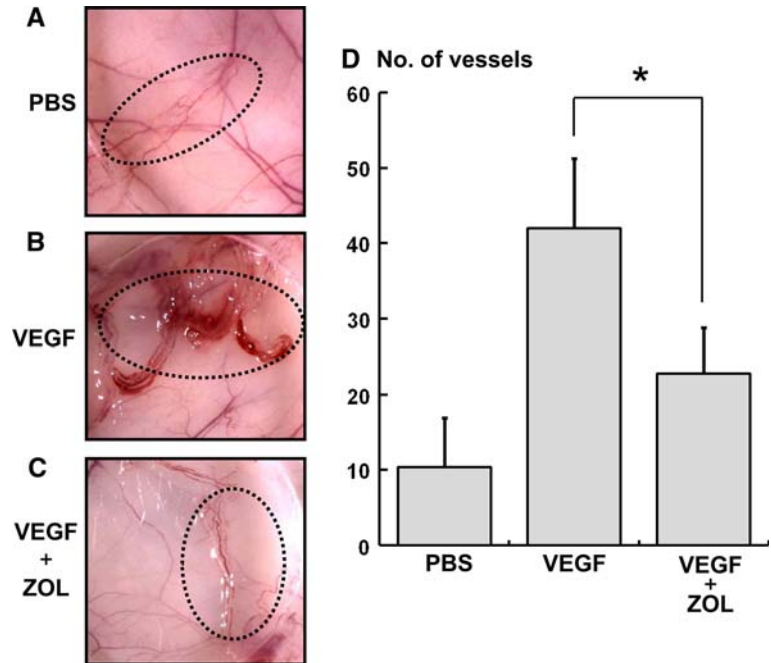 A
PBS
B
VEGF
C
VEGF
+
ZOL
D No. of vessels
*
60
50
40
30
20
10
0
PBS
VEGF
VEGF
+
ZOL